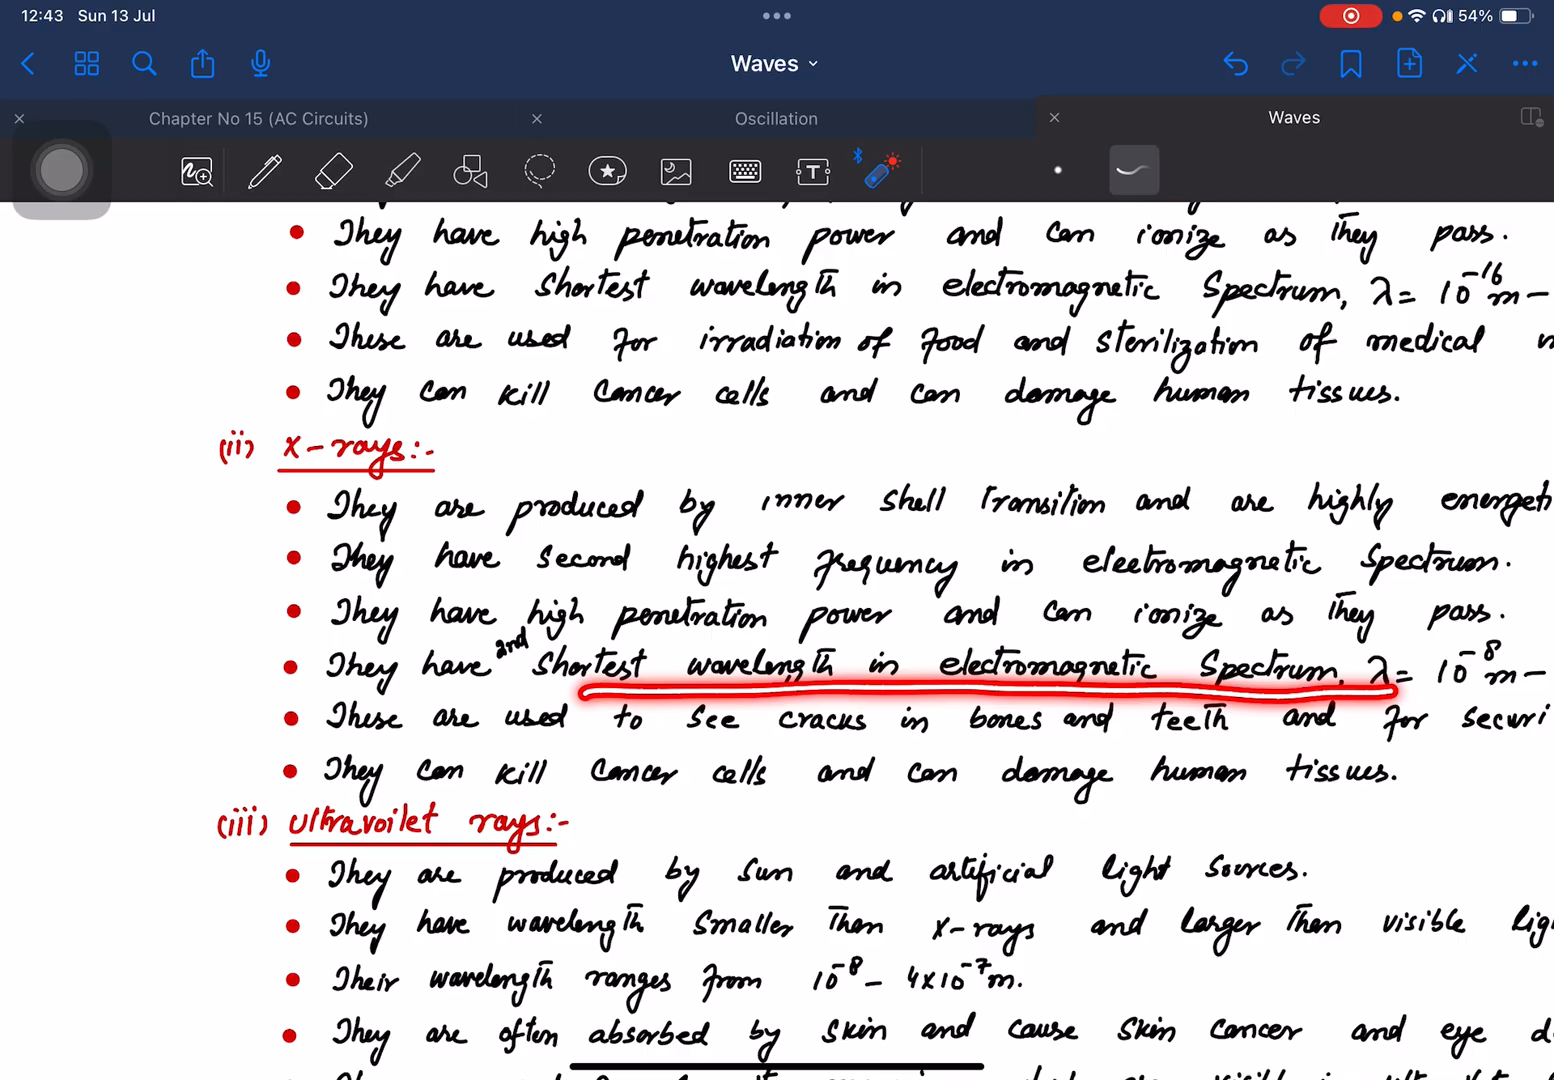 12:43 Sun 13 Jul
54%
Waves
Chapter No 15 (AC Circuits)
Oscillation
Waves
• They have high penetration power and can ionize as they pass.
• They have shortest wavelength in electromagnetic Spectrum, λ= 10⁻¹⁶m-
• These are used for irradiation of food and sterilization of medical
• They can kill cancer cells and can damage human tissues.
(ii) X-rays:-
• They are produced by inner shell transition and are highly energeti
• They have second highest frequency in electromagnetic Spectrum.
• They have high penetration power and can ionize as they pass.
• They have 2nd shortest wavelength in electromagnetic Spectrum, λ= 10⁻⁸m-
• These are used to see cracks in bones and teeth and for securi
• They can kill cancer cells and can damage human tissues.
(iii) Ultravoilet rays:-
• They are produced by sun and artificial light sources.
• They have wavelength smaller than x-rays and larger than visible lig
• Their wavelength ranges from 10⁻⁸ - 4x10⁻⁷m.
• They are often absorbed by skin and cause skin cancer and eye d